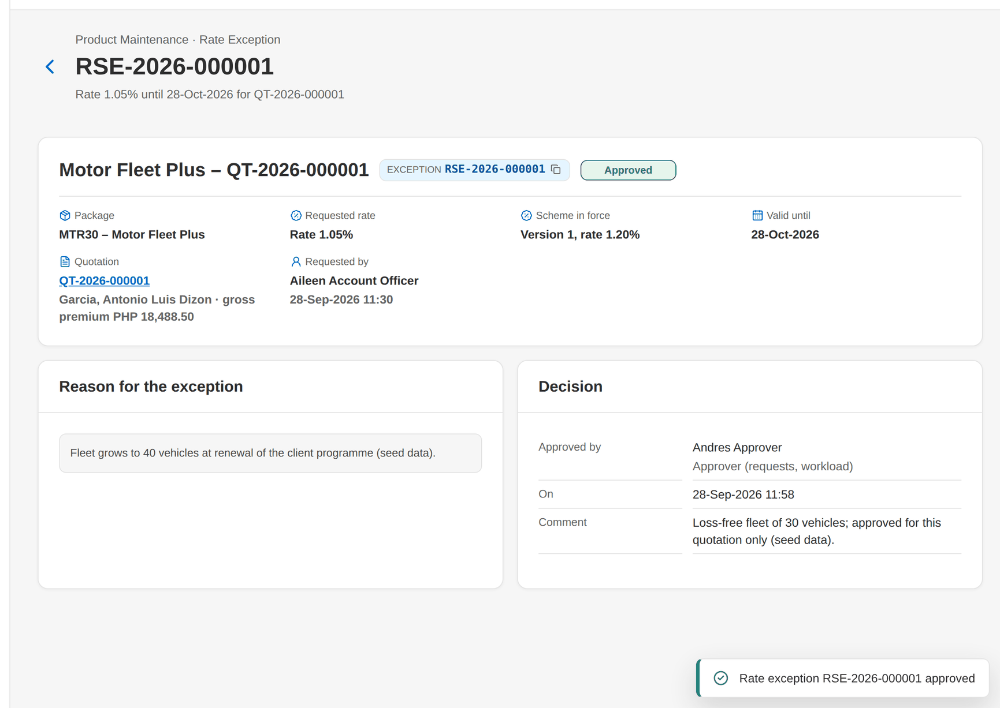 Product Maintenance · Rate Exception
RSE-2026-000001
Rate 1.05% until 28-Oct-2026 for QT-2026-000001
Motor Fleet Plus – QT-2026-000001
EXCEPTION RSE-2026-000001
Approved
Package
MTR30 – Motor Fleet Plus
Requested rate
Rate 1.05%
Scheme in force
Version 1, rate 1.20%
Valid until
28-Oct-2026
Quotation
QT-2026-000001
Garcia, Antonio Luis Dizon · gross
premium PHP 18,488.50
Requested by
Aileen Account Officer
28-Sep-2026 11:30
Reason for the exception
Fleet grows to 40 vehicles at renewal of the client programme (seed data).
Decision
Approved by
Andres Approver
Approver (requests, workload)
On
28-Sep-2026 11:58
Comment
Loss-free fleet of 30 vehicles; approved for this
quotation only (seed data).
Rate exception RSE-2026-000001 approved